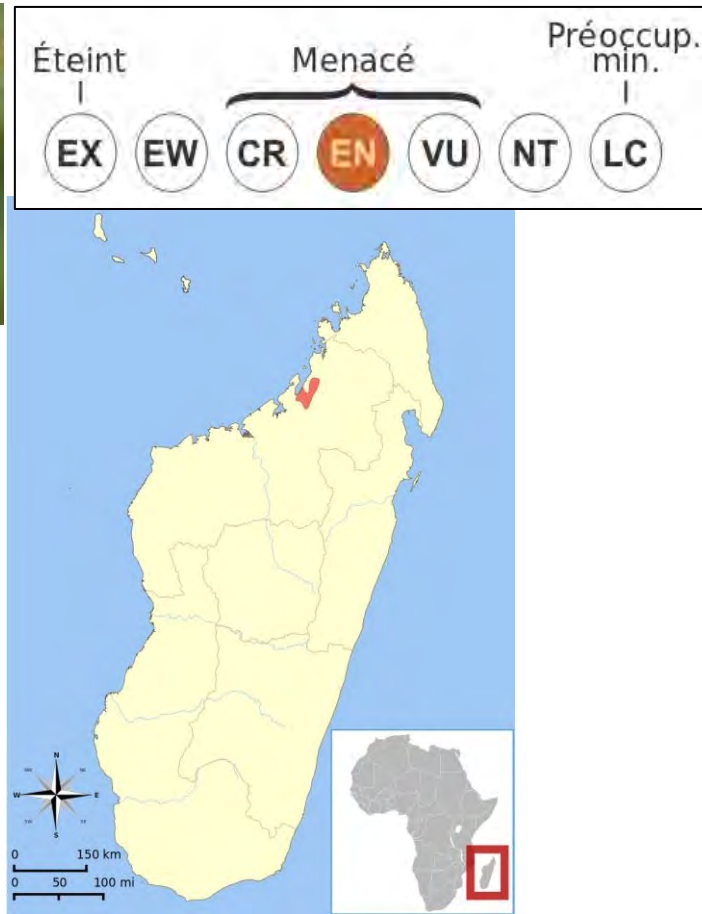 Éteint Menacé Préoccup. min.
EX EW CR EN VU NT LC
N
W E
S
0 150 km
0 50 100 mi